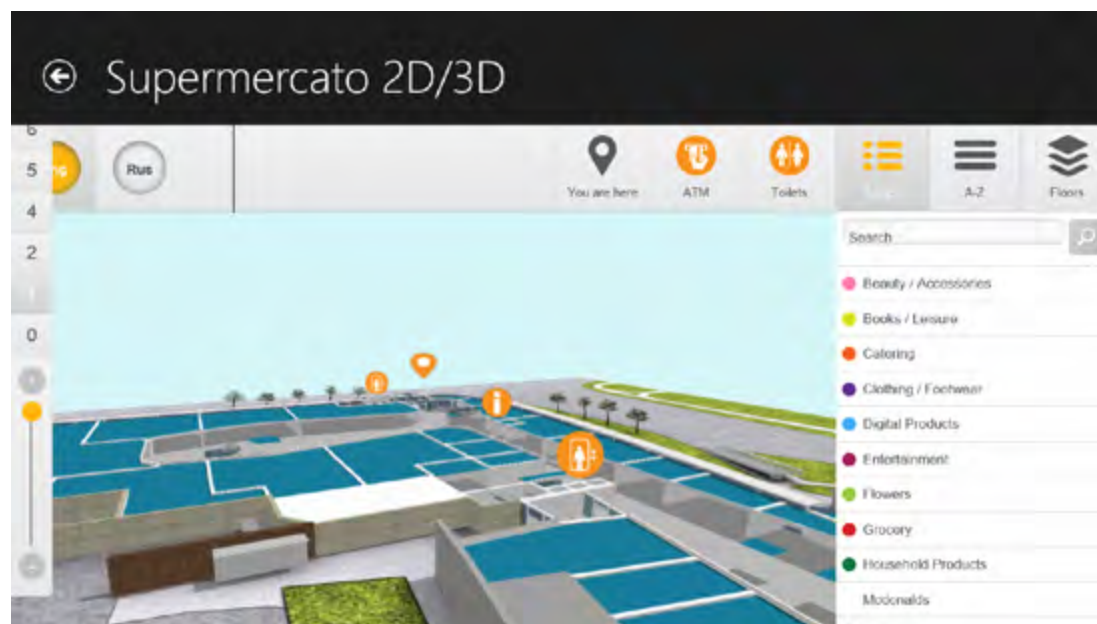 Supermercato 2D/3D
6
5
4
2
1
0
Rus
You are here
ATM
Toilets
A-Z
Floors
Search
Beauty / Accessories
Books / Leisure
Catering
Clothing / Footwear
Digital Products
Entertainment
Flowers
Grocery
Household Products
Mcdonalds